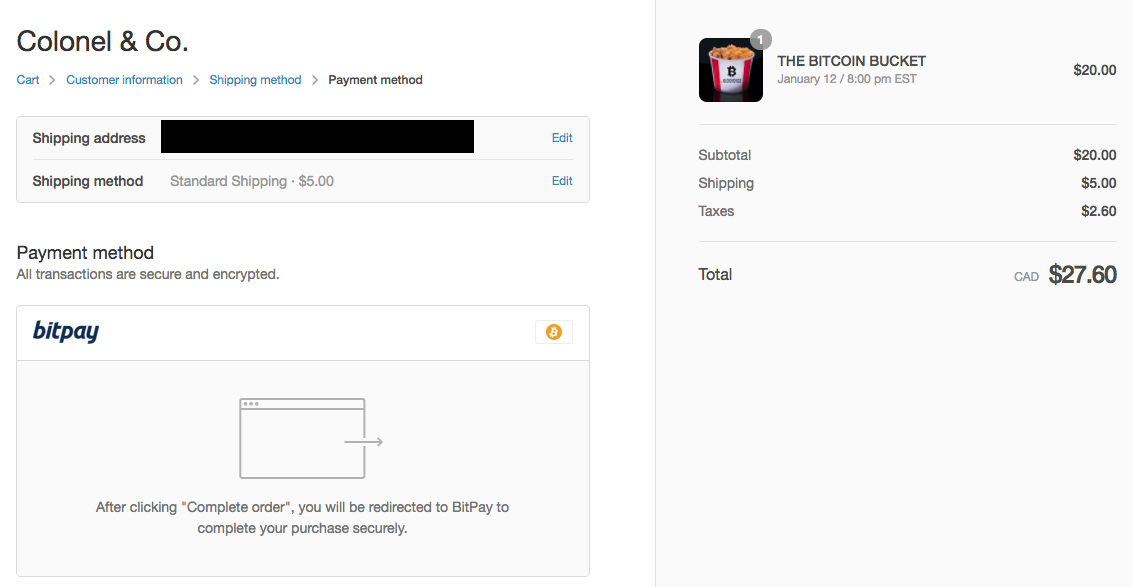 Colonel & Co.
Cart > Customer information > Shipping method > Payment method
Shipping address Edit
Shipping method Standard Shipping · $5.00 Edit
Payment method
All transactions are secure and encrypted.
bitpay
After clicking "Complete order", you will be redirected to BitPay to
complete your purchase securely.
1
THE BITCOIN BUCKET $20.00
January 12 / 8:00 pm EST
Subtotal $20.00
Shipping $5.00
Taxes $2.60
Total CAD $27.60